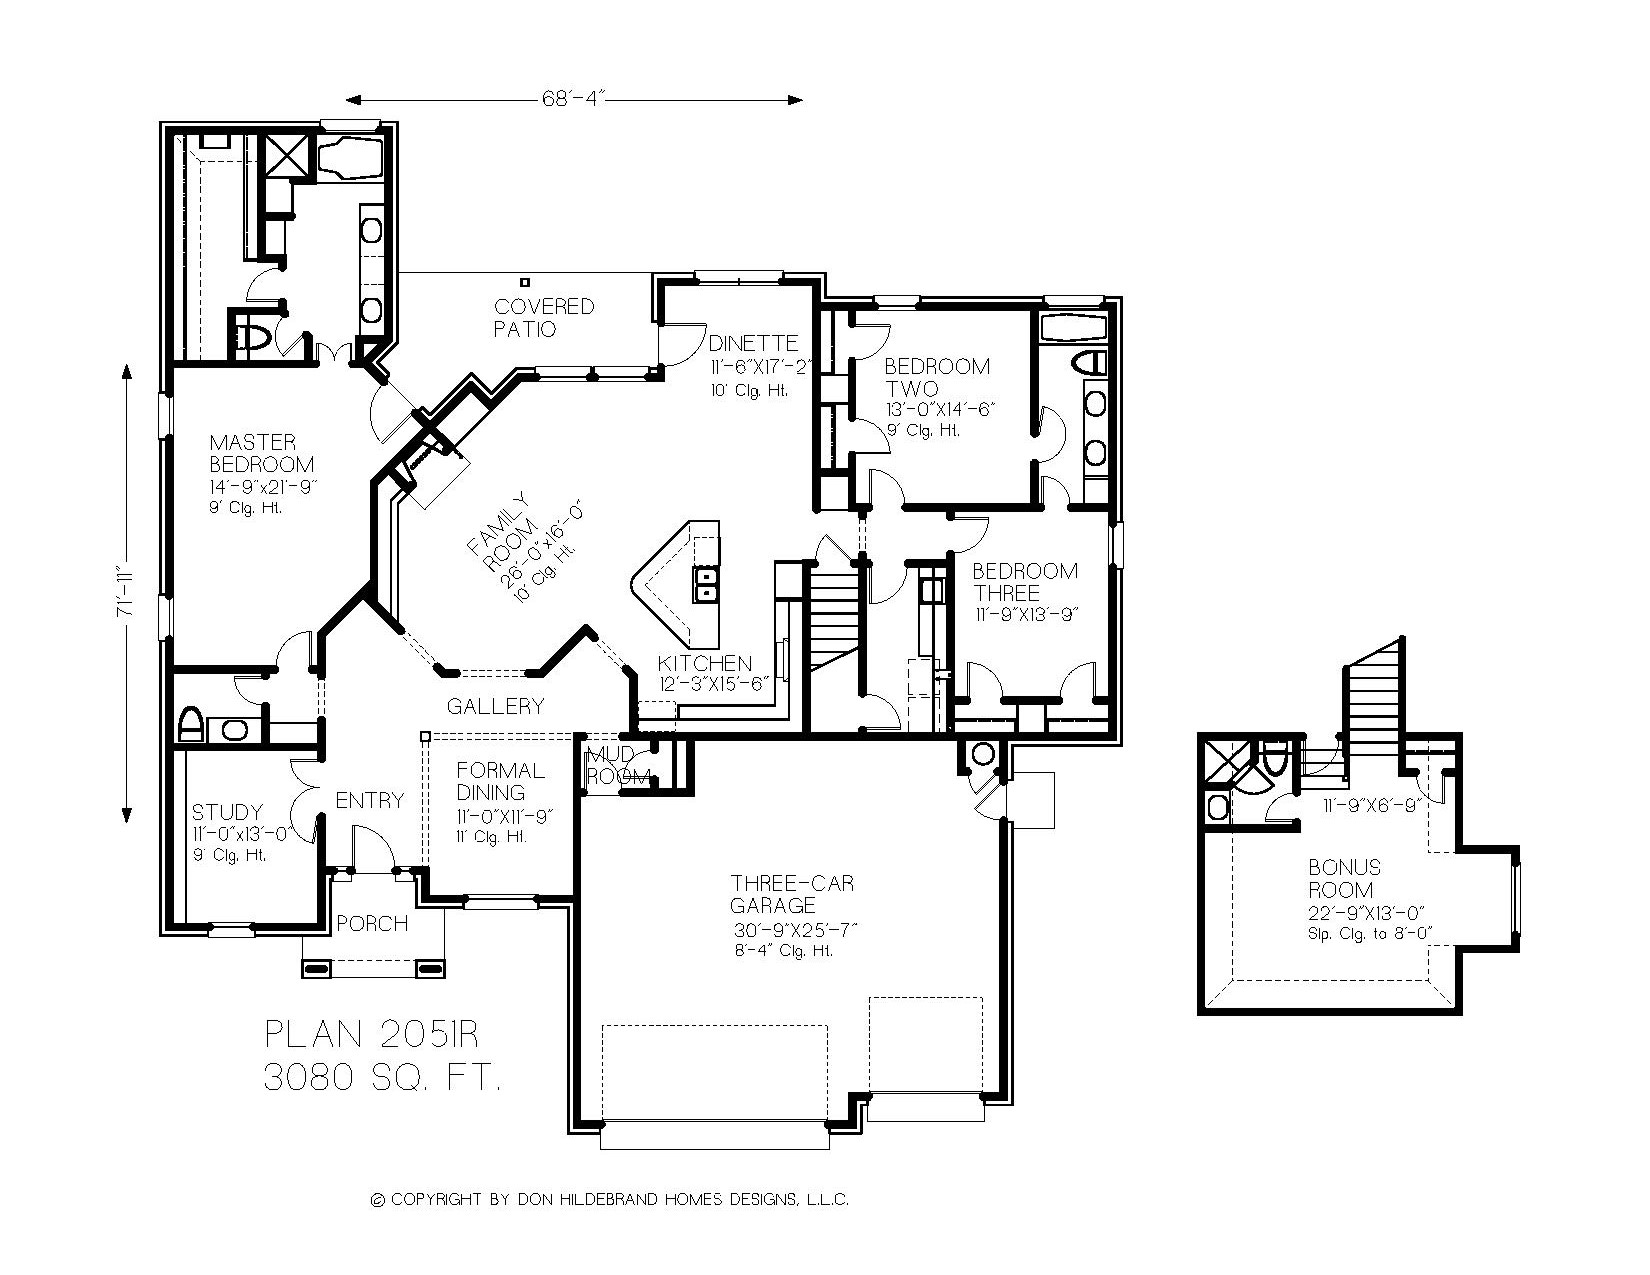 68'-4"
COVERED
PATIO
DINETTE
11'-6"X17'-2"
10' Clg. Ht.
BEDROOM
TWO
13'-0"X14'-6"
9' Clg. Ht.
MASTER
BEDROOM
14'-9"x21'-9"
9' Clg. Ht.
FAMILY
ROOM
26'-0"x16'-0"
10' Clg. Ht.
71'-11"
BEDROOM
THREE
11'-9"X13'-9"
KITCHEN
12'-3"X15'-6"
GALLERY
MUD
ROOM
FORMAL
DINING
11'-0"X11'-9"
11' Clg. Ht.
ENTRY
STUDY
11'-0"x13'-0"
9' Clg. Ht.
PORCH
THREE-CAR
GARAGE
30'-9"X25'-7"
8'-4" Clg. Ht.
11'-9"X6'-9"
BONUS
ROOM
22'-9"X13'-0"
Slp. Clg. to 8'-0"
PLAN 2051R
3080 SQ. FT.
© COPYRIGHT BY DON HILDEBRAND HOMES DESIGNS, L.L.C.